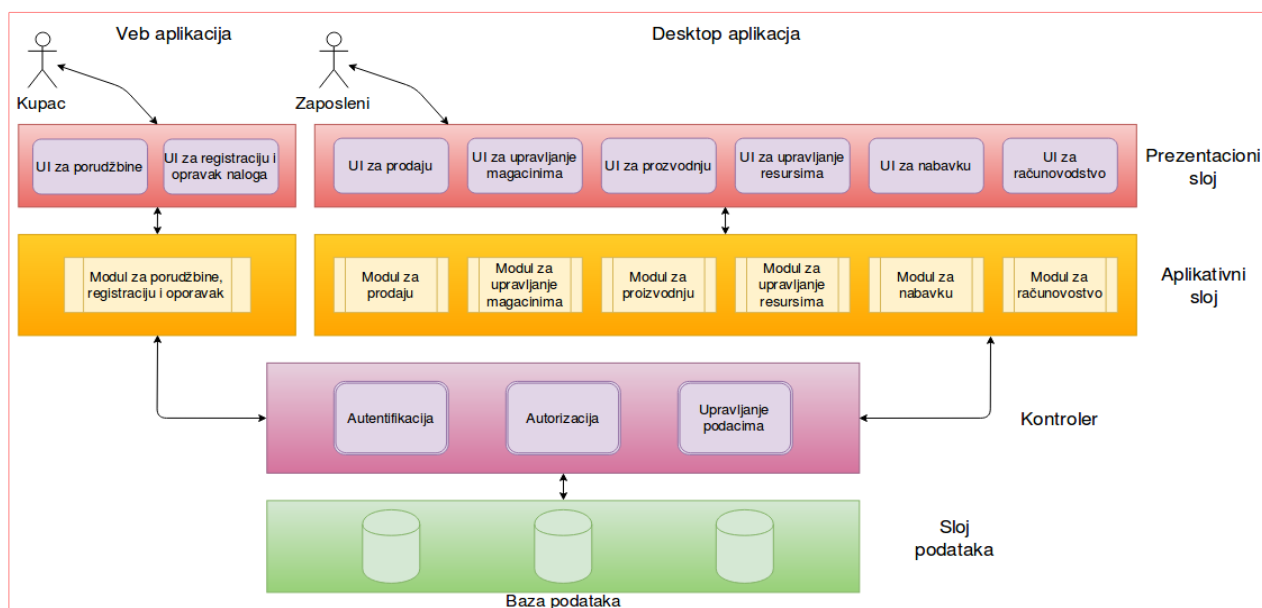 Veb aplikacija
Desktop aplikacja
Kupac
Zaposleni
UI za porudžbine
UI za registraciju i
opravak naloga
UI za prodaju
UI za upravljanje
magacinima
UI za prozvodnju
UI za upravljanje
resursima
UI za nabavku
UI za
računovodstvo
Prezentacioni
sloj
Modul za porudžbine,
registraciju i oporavak
Modul za
prodaju
Modul za
upravljanje
magacinima
Modul za
proizvodnju
Modul za
upravljanje
resursima
Modul za
nabavku
Modul za
računovostvo
Aplikativni
sloj
Autentifikacija
Autorizacija
Upravljanje
podacima
Kontroler
Sloj
podataka
Baza podataka